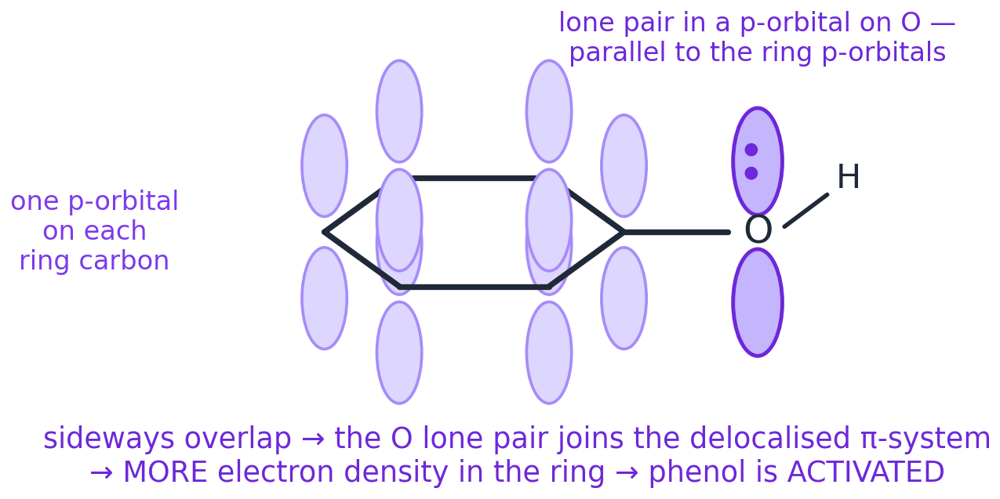 lone pair in a p-orbital on O —
parallel to the ring p-orbitals
one p-orbital
on each
ring carbon
H
O
sideways overlap → the O lone pair joins the delocalised π-system
→ MORE electron density in the ring → phenol is ACTIVATED